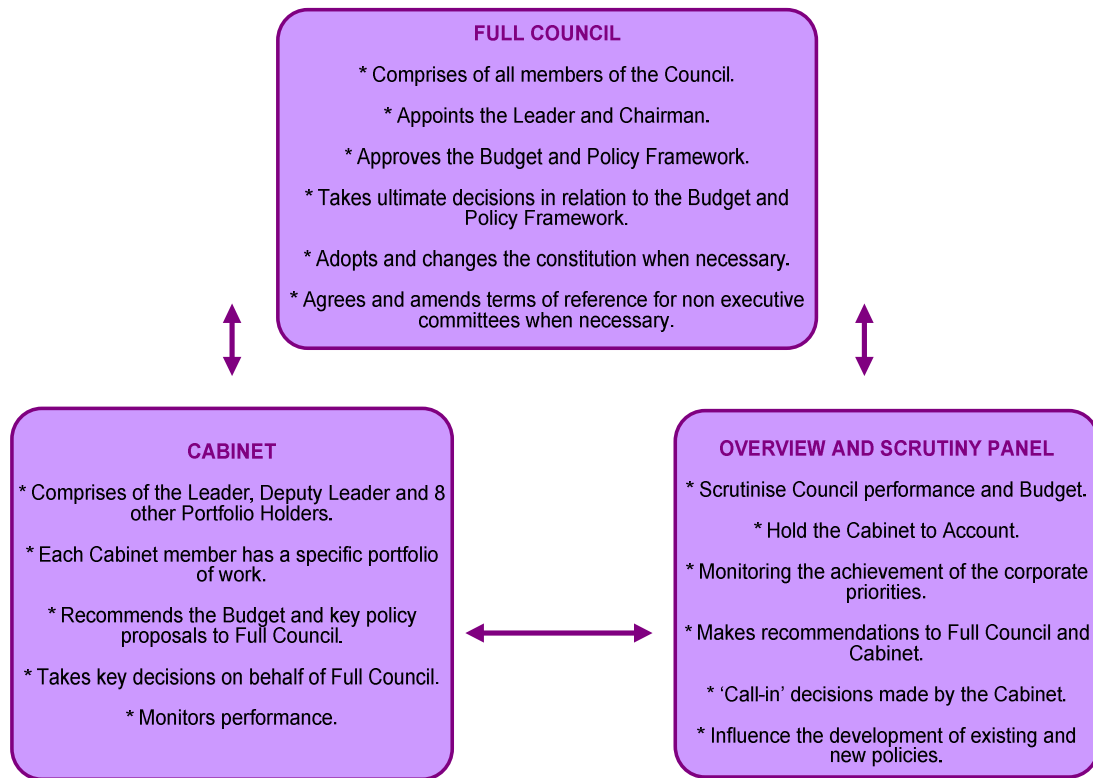 FULL COUNCIL
* Comprises of all members of the Council.
* Appoints the Leader and Chairman.
* Approves the Budget and Policy Framework.
* Takes ultimate decisions in relation to the Budget and
Policy Framework.
* Adopts and changes the constitution when necessary.
* Agrees and amends terms of reference for non executive
committees when necessary.
CABINET
* Comprises of the Leader, Deputy Leader and 8
other Portfolio Holders.
* Each Cabinet member has a specific portfolio
of work.
* Recommends the Budget and key policy
proposals to Full Council.
* Takes key decisions on behalf of Full Council.
* Monitors performance.
OVERVIEW AND SCRUTINY PANEL
* Scrutinise Council performance and Budget.
* Hold the Cabinet to Account.
* Monitoring the achievement of the corporate
priorities.
* Makes recommendations to Full Council and
Cabinet.
* ‘Call-in’ decisions made by the Cabinet.
* Influence the development of existing and
new policies.